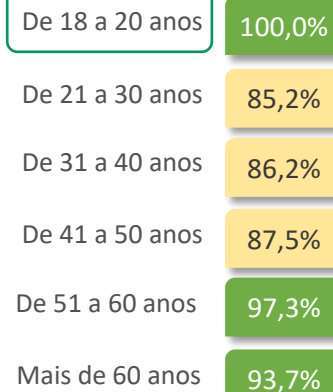 De 18 a 20 anos 100,0%
De 21 a 30 anos 85,2%
De 31 a 40 anos 86,2%
De 41 a 50 anos 87,5%
De 51 a 60 anos 97,3%
Mais de 60 anos 93,7%